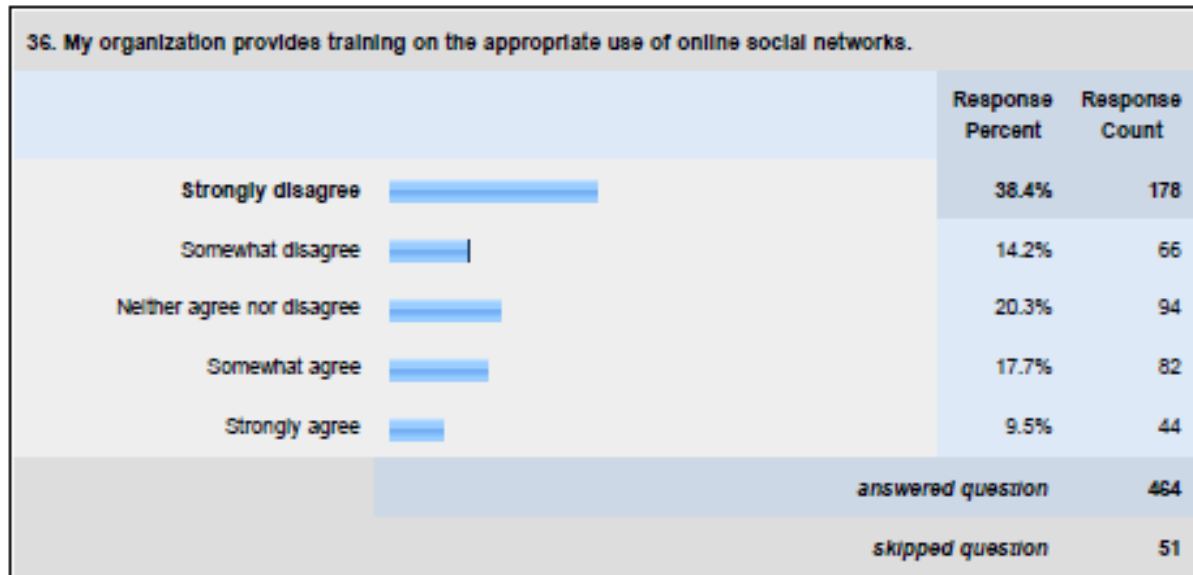 36. My organization provides training on the appropriate use of online social networks.
Response Percent
Response Count
Strongly disagree 38.4% 178
Somewhat disagree 14.2% 66
Neither agree nor disagree 20.3% 94
Somewhat agree 17.7% 82
Strongly agree 9.5% 44
answered question 464
skipped question 51